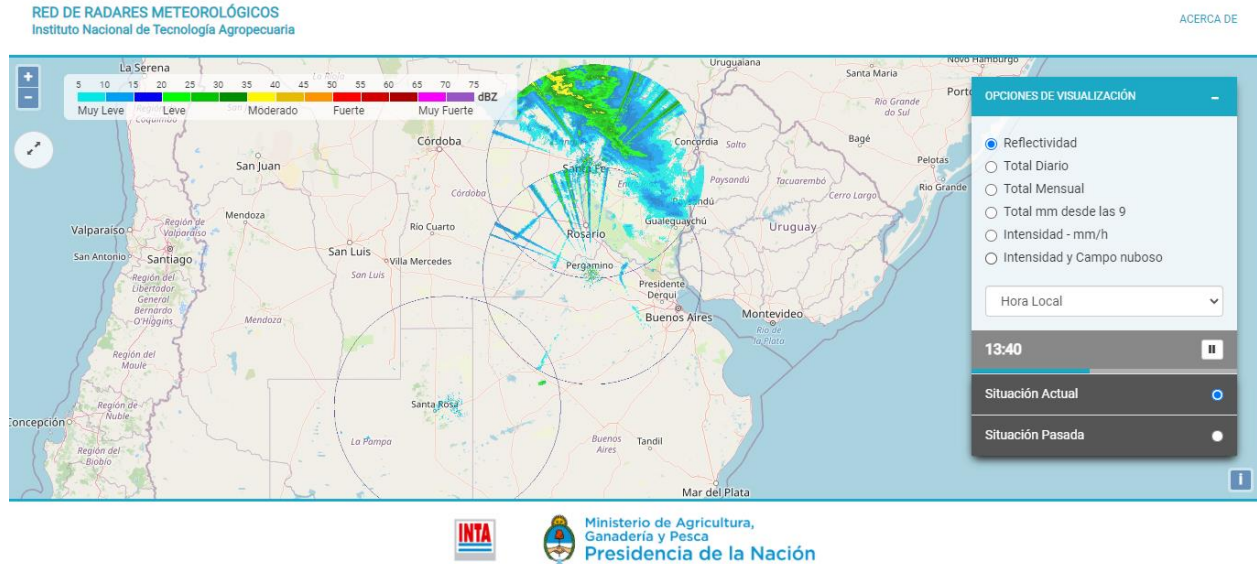 RED DE RADARES METEOROLÓGICOS
Instituto Nacional de Tecnología Agropecuaria
ACERCA DE
+
−
5 10 15 20 25 30 35 40 45 50 55 60 65 70 75
dBZ
Muy Leve Leve Moderado Fuerte Muy Fuerte
La Serena
Uruguaiana
Santa Maria
Novo Hamburgo
Rio Grande
do Sul
Córdoba
Concordia
Salto
Bagé
Pelotas
San Juan
Santa Fe
Córdoba
Paysandú
Tacuarembó
Cerro Largo
Rio Grande
Mendoza
Región de
Valparaíso
Valparaíso
Río Cuarto
Rosario
Gualeguaychú
Uruguay
San Antonio
Santiago
San Luis
Villa Mercedes
San Luis
Pergamino
Región del
Libertador
General
Bernardo
O'Higgins
Presidente
Derqui
Mendoza
Buenos Aires
Montevideo
Río de
la Plata
Región del
Maule
Región de
Ñuble
Concepción
Santa Rosa
La Pampa
Buenos
Aires
Tandil
Región del
Biobío
Mar del Plata
OPCIONES DE VISUALIZACIÓN
−
Reflectividad
Total Diario
Total Mensual
Total mm desde las 9
Intensidad - mm/h
Intensidad y Campo nuboso
Hora Local
13:40
Situación Actual
Situación Pasada
i
INTA
Ministerio de Agricultura,
Ganadería y Pesca
Presidencia de la Nación